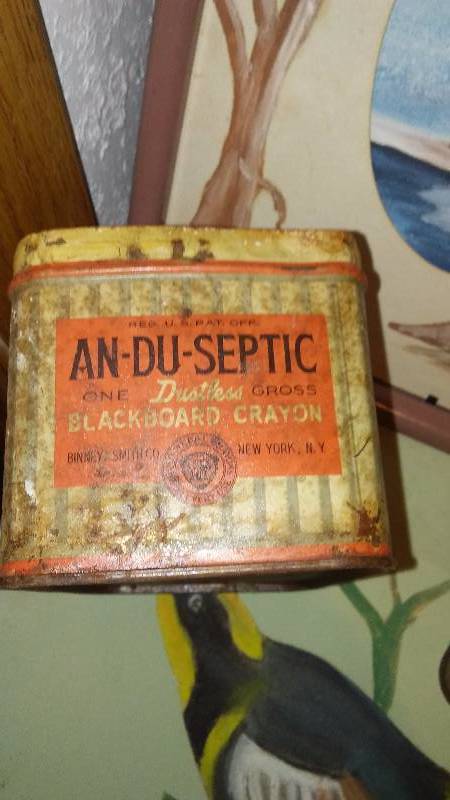 REG. U.S. PAT. OFF.
AN-DU-SEPTIC
ONE Dustless GROSS
BLACKBOARD CRAYON
BINNEY & SMITH CO. NEW YORK, N.Y.